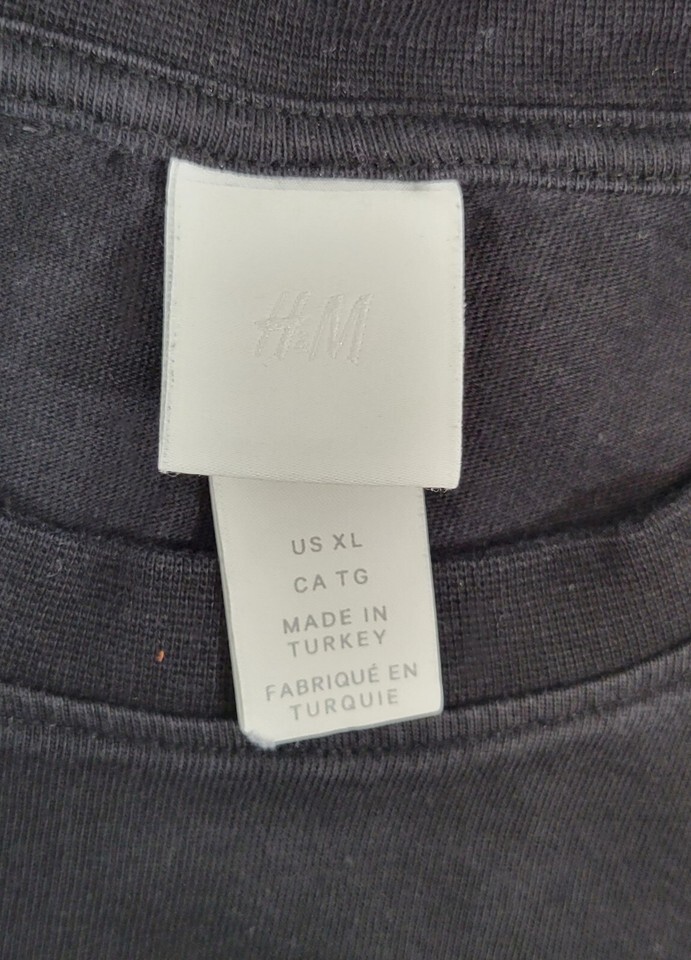 H&M
US XL
CA TG
MADE IN
TURKEY
FABRIQUÉ EN
TURQUIE